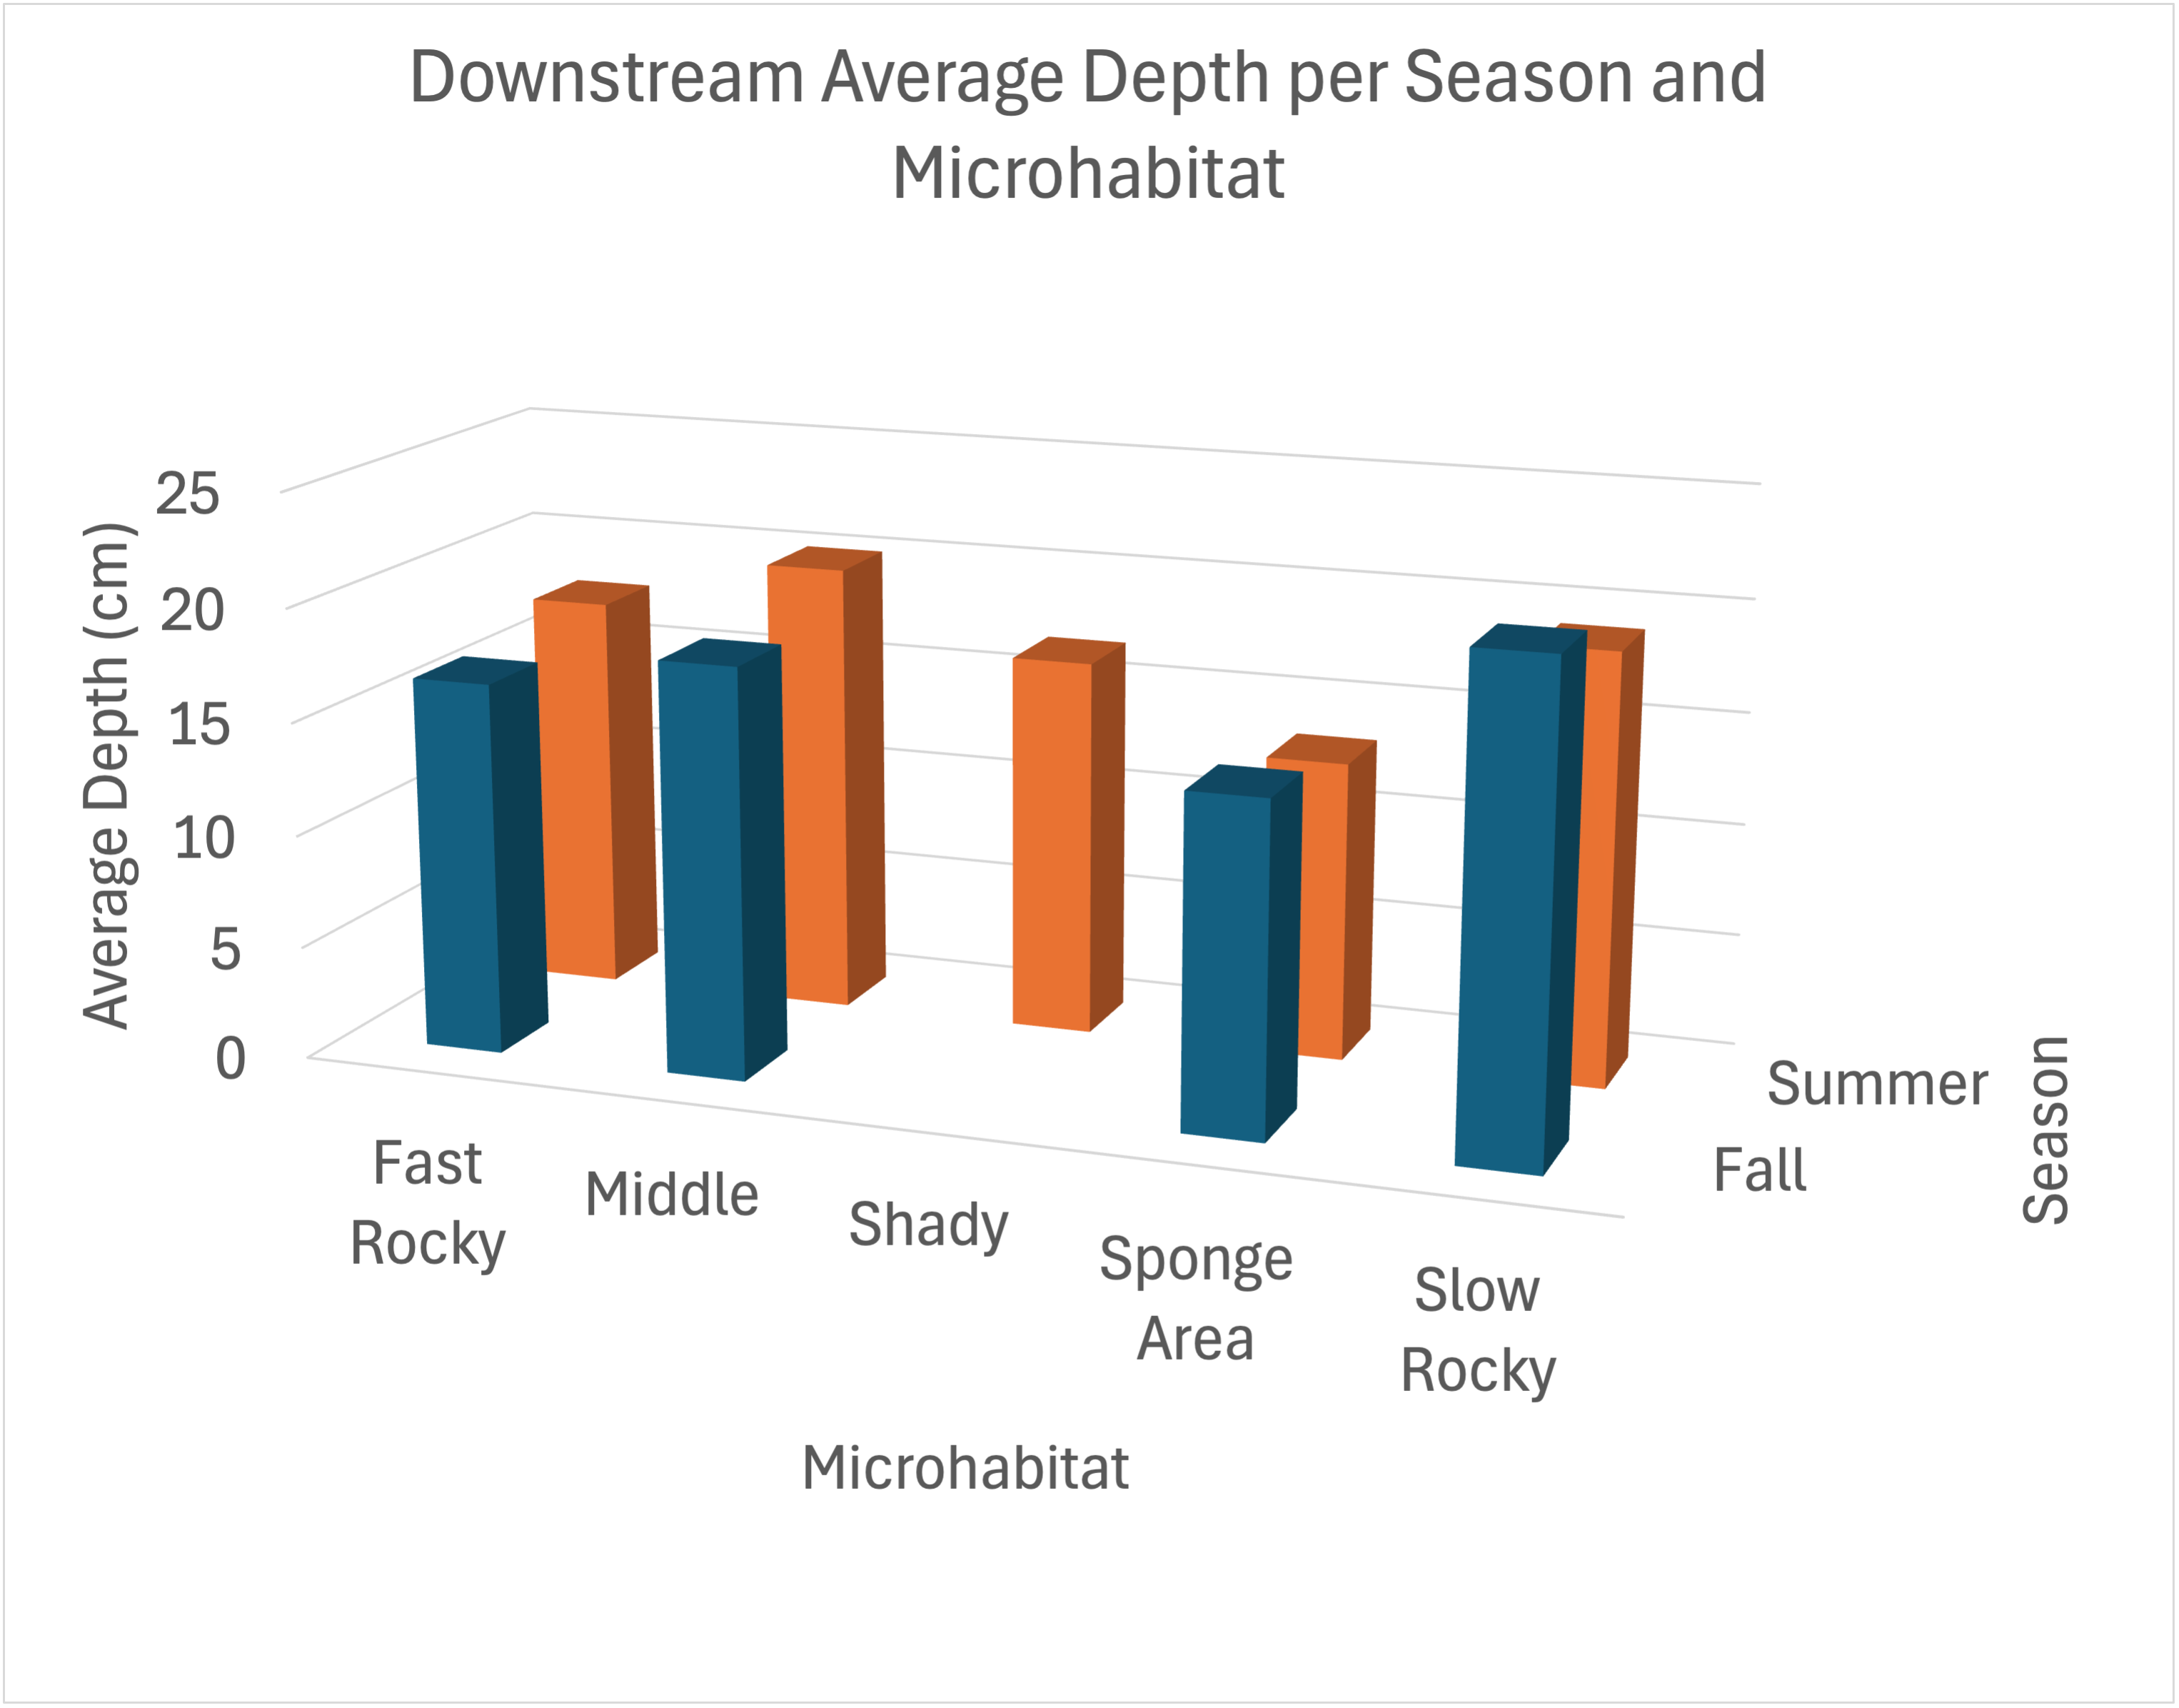 Downstream Average Depth per Season and
Microhabitat
25
20
15
10
5
0
Average Depth (cm)
Fast
Rocky
Middle
Shady
Sponge
Area
Slow
Rocky
Microhabitat
Summer
Fall
Season